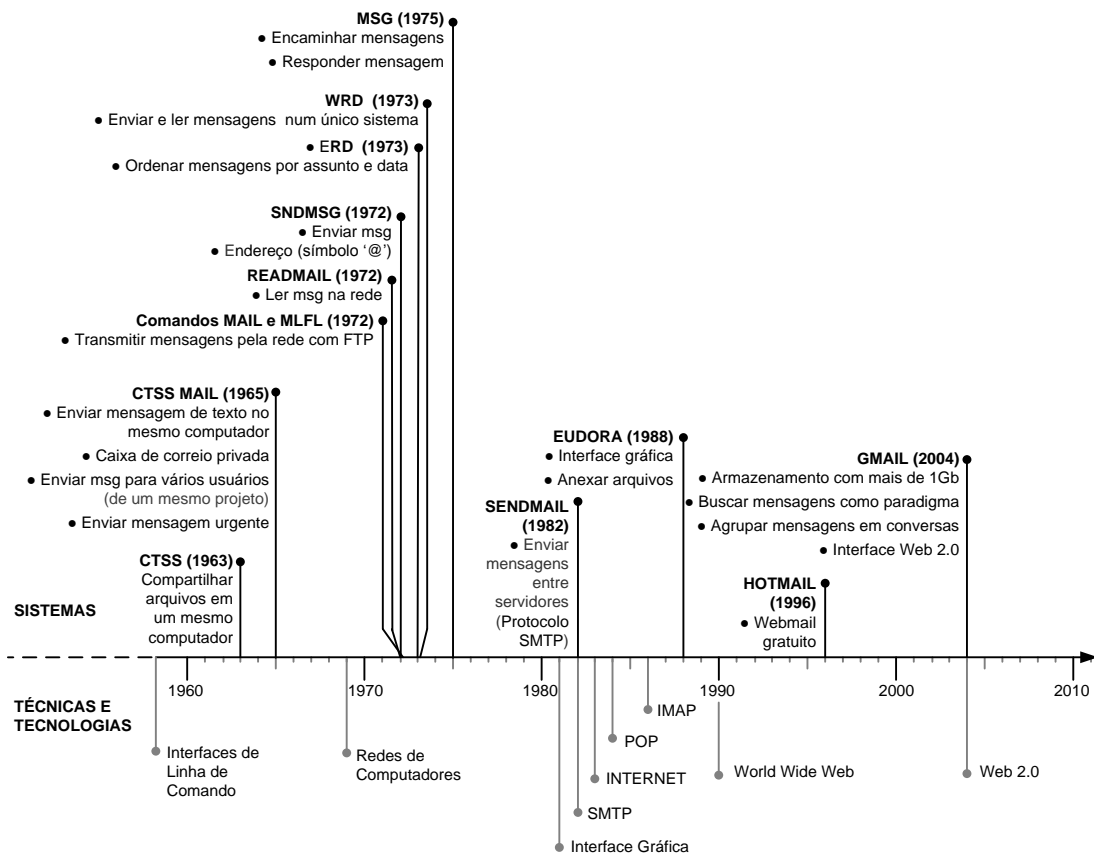 MSG (1975)
● Encaminhar mensagens
● Responder mensagem
WRD (1973)
● Enviar e ler mensagens num único sistema
● ERD (1973)
● Ordenar mensagens por assunto e data
SNDMSG (1972)
● Enviar msg
● Endereço (símbolo ‘@’)
READMAIL (1972)
● Ler msg na rede
Comandos MAIL e MLFL (1972)
● Transmitir mensagens pela rede com FTP
CTSS MAIL (1965)
● Enviar mensagem de texto no
mesmo computador
● Caixa de correio privada
● Enviar msg para vários usuários
(de um mesmo projeto)
● Enviar mensagem urgente
CTSS (1963)
Compartilhar
arquivos em
um mesmo
computador
EUDORA (1988)
● Interface gráfica
● Anexar arquivos
SENDMAIL
(1982)
● Enviar
mensagens
entre
servidores
(Protocolo
SMTP)
GMAIL (2004)
● Armazenamento com mais de 1Gb
● Buscar mensagens como paradigma
● Agrupar mensagens em conversas
● Interface Web 2.0
HOTMAIL
(1996)
● Webmail
gratuito
SISTEMAS
1960
1970
1980
1990
2000
2010
TÉCNICAS E
TECNOLOGIAS
Interfaces de
Linha de
Comando
Redes de
Computadores
IMAP
POP
INTERNET
SMTP
Interface Gráfica
World Wide Web
Web 2.0